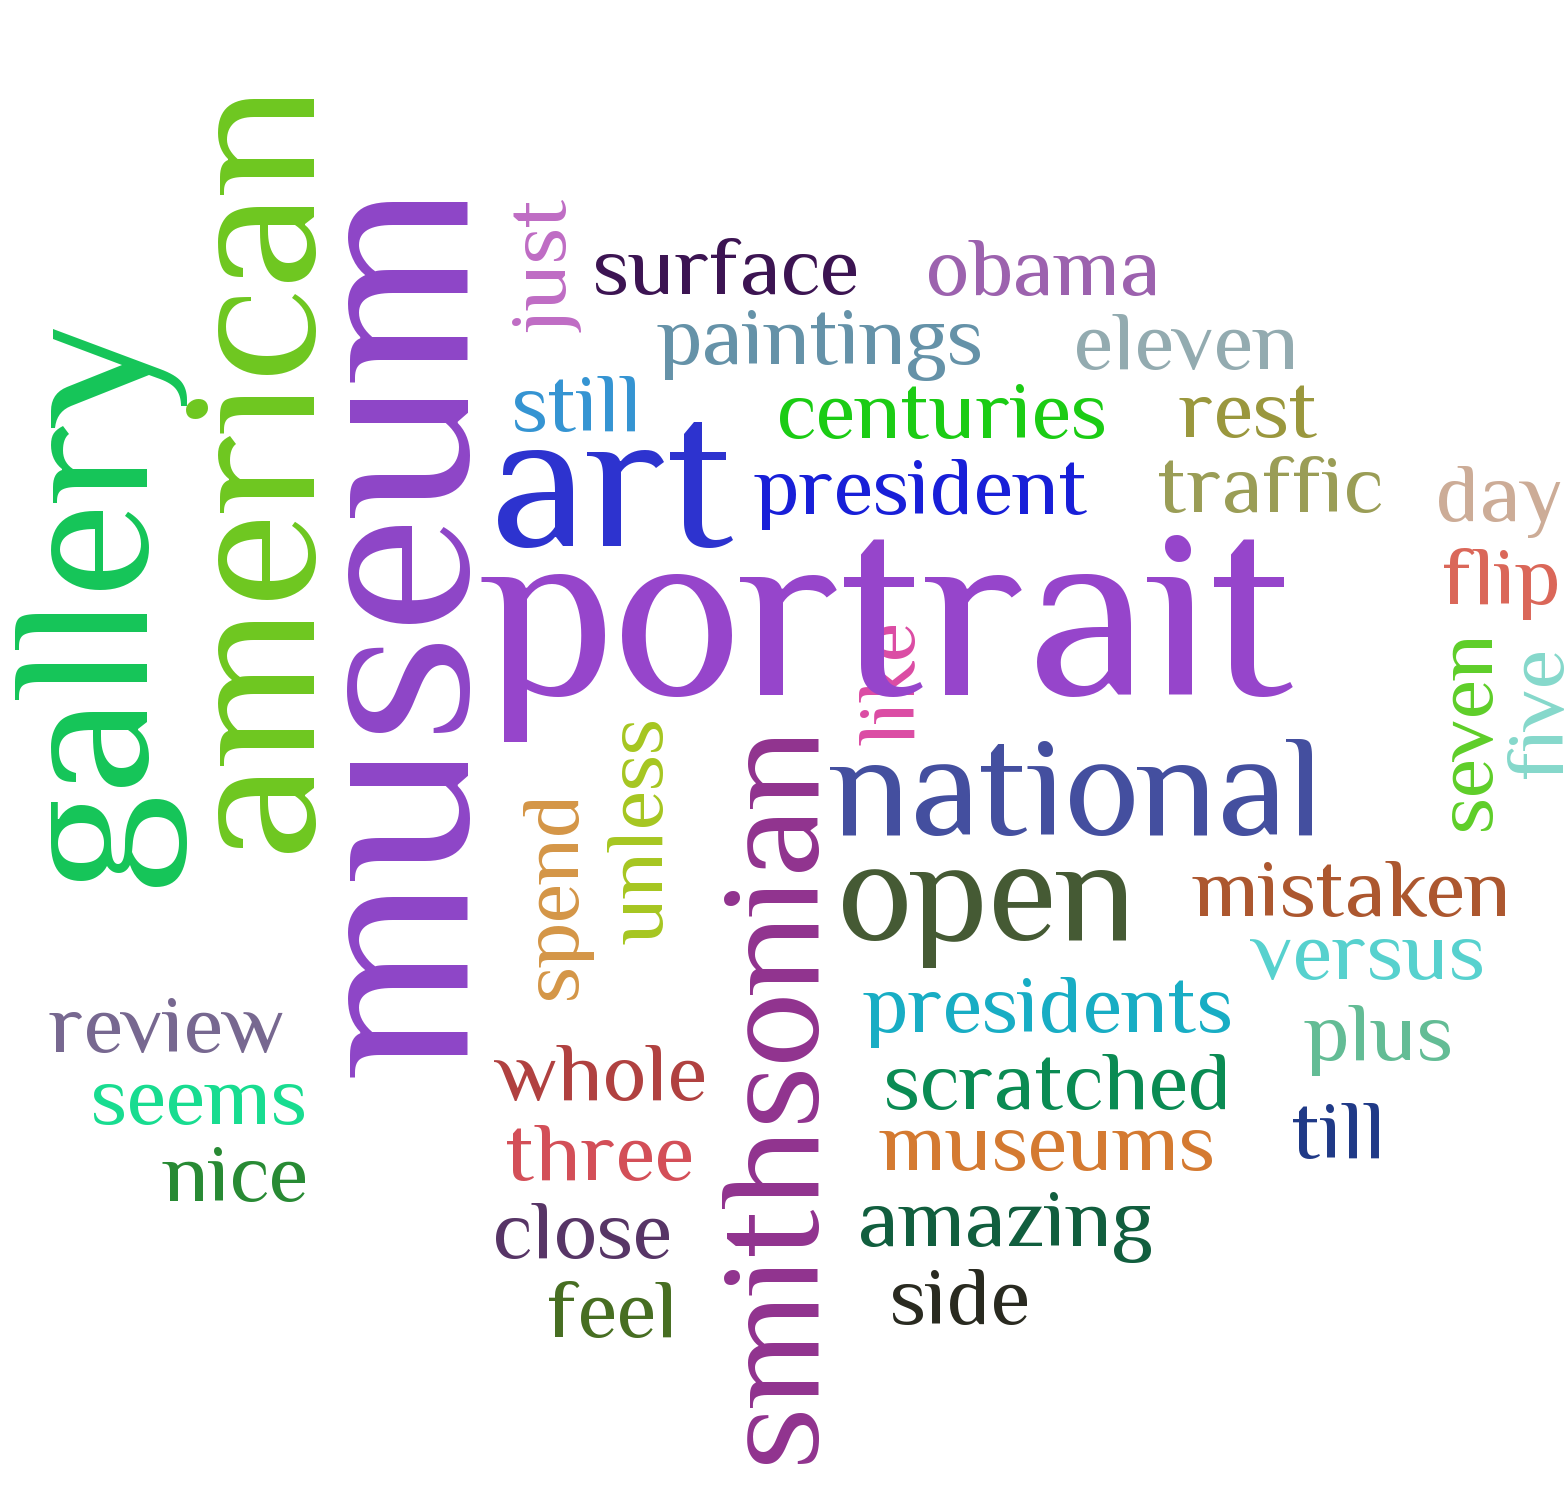 gallery
american
museum
just
surface
obama
paintings
eleven
still
centuries
rest
art
president
traffic
day
portrait
flip
like
seven
five
spend
unless
smithsonian
national
open
mistaken
versus
review
presidents
plus
seems
whole
scratched
nice
three
museums
till
close
amazing
feel
side